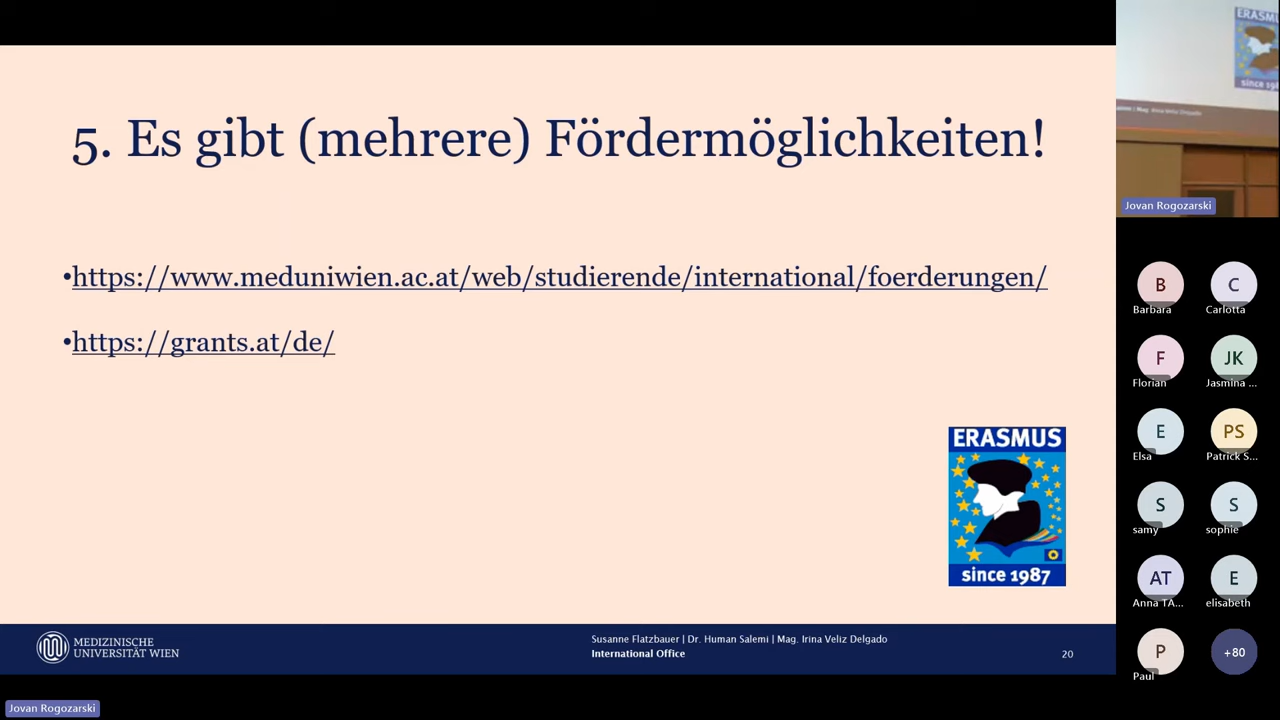 5. Es gibt (mehrere) Fördermöglichkeiten!
•https://www.meduniwien.ac.at/web/studierende/international/foerderungen/
•https://grants.at/de/
ERASMUS
since 1987
MEDIZINISCHE
UNIVERSITÄT WIEN
Susanne Flatzbauer | Dr. Human Salemi | Mag. Irina Veliz Delgado
International Office
20
Jovan Rogozarski
ERASMUS
Jovan Rogozarski
B
C
Barbara
Carlotta
F
JK
Florian
Jasmina ...
E
PS
Elsa
Patrick S...
S
S
samy
sophie
AT
E
Anna TA...
elisabeth
P
+80
Paul